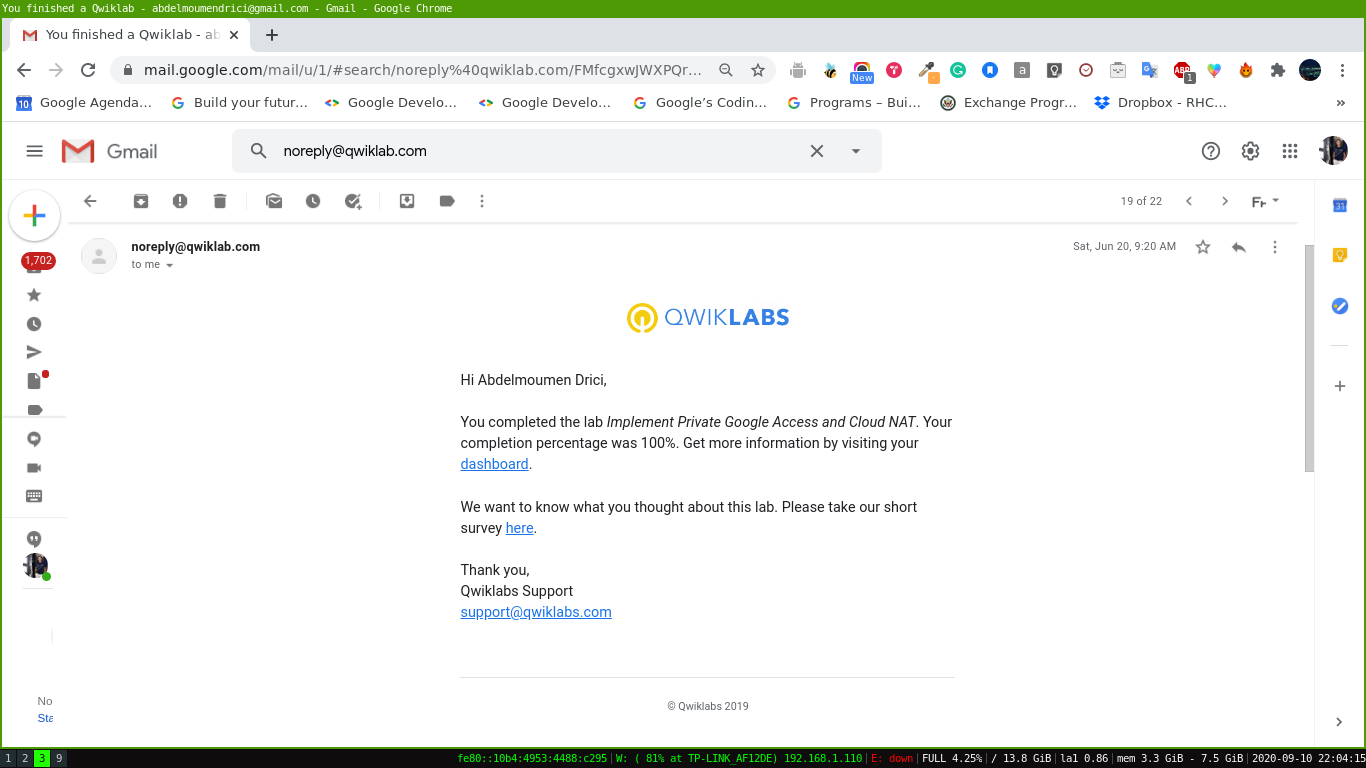 You finished a Qwiklab - abdelmoumendrici@gmail.com - Gmail - Google Chrome
You finished a Qwiklab - ab
mail.google.com/mail/u/1/#search/noreply%40qwiklab.com/FMfcgxwJWXPQr...
New
a
ABP
1
10
Google Agenda...
Build your futur...
Google Develo...
Google Develo...
Google's Codin...
Programs – Bui...
Exchange Progr...
Dropbox - RHC...
»
Gmail
noreply@qwiklab.com
19 of 22
31
noreply@qwiklab.com
Sat, Jun 20, 9:20 AM
to me
1,702
QWIKLABS
Hi Abdelmoumen Drici,
You completed the lab Implement Private Google Access and Cloud NAT. Your
completion percentage was 100%. Get more information by visiting your
dashboard.
We want to know what you thought about this lab. Please take our short
survey here.
Thank you,
Qwiklabs Support
support@qwiklabs.com
© Qwiklabs 2019
No
Sta
1 2 3 9
fe80::10b4:4953:4488:c295 | W: ( 81% at TP-LINK_AF12DE) 192.168.1.110 | E: down | FULL 4.25% | / 13.8 GiB | la1 0.86 | mem 3.3 GiB - 7.5 GiB | 2020-09-10 22:04:15